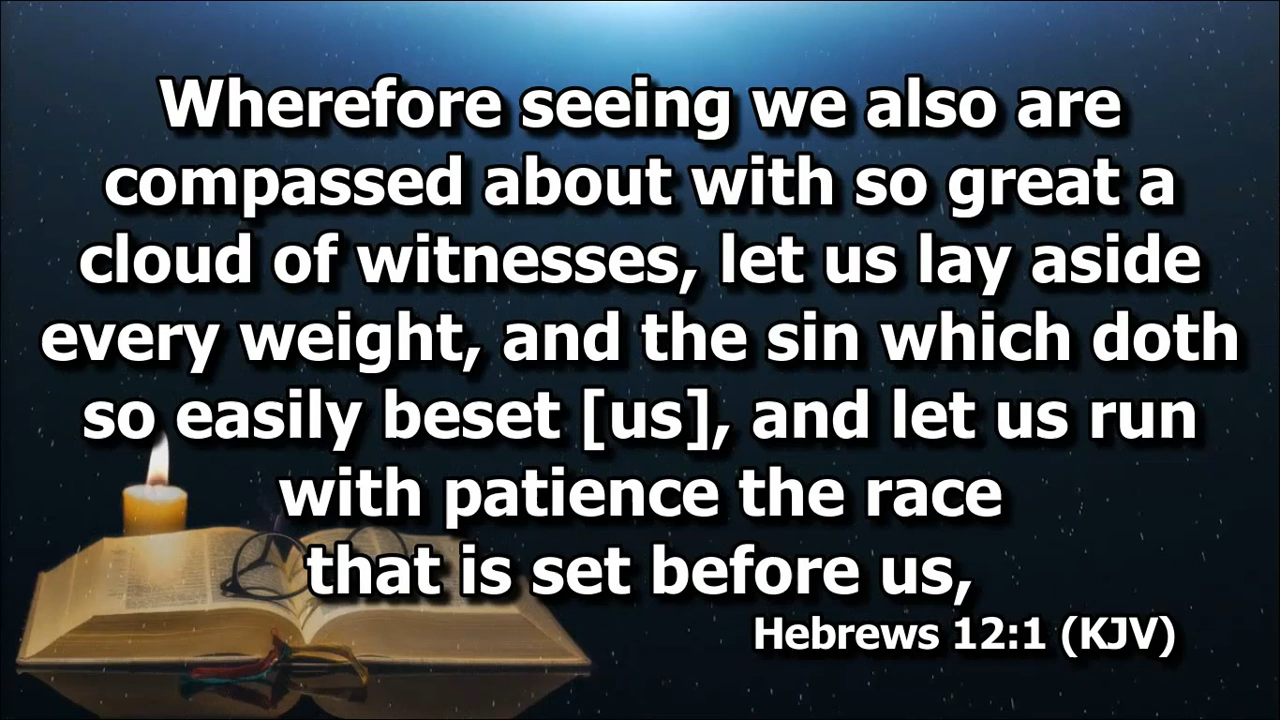 Wherefore seeing we also are
compassed about with so great a
cloud of witnesses, let us lay aside
every weight, and the sin which doth
so easily beset [us], and let us run
with patience the race
that is set before us,
Hebrews 12:1 (KJV)